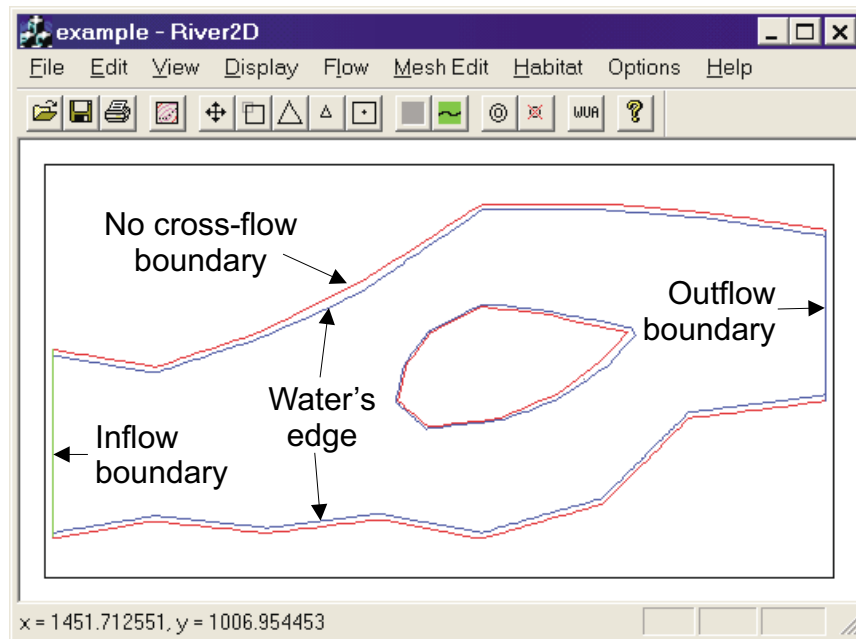 example - River2D
File Edit View Display Flow Mesh Edit Habitat Options Help
WUA ?
No cross-flow
boundary
Outflow
boundary
Water's
edge
Inflow
boundary
x = 1451.712551, y = 1006.954453